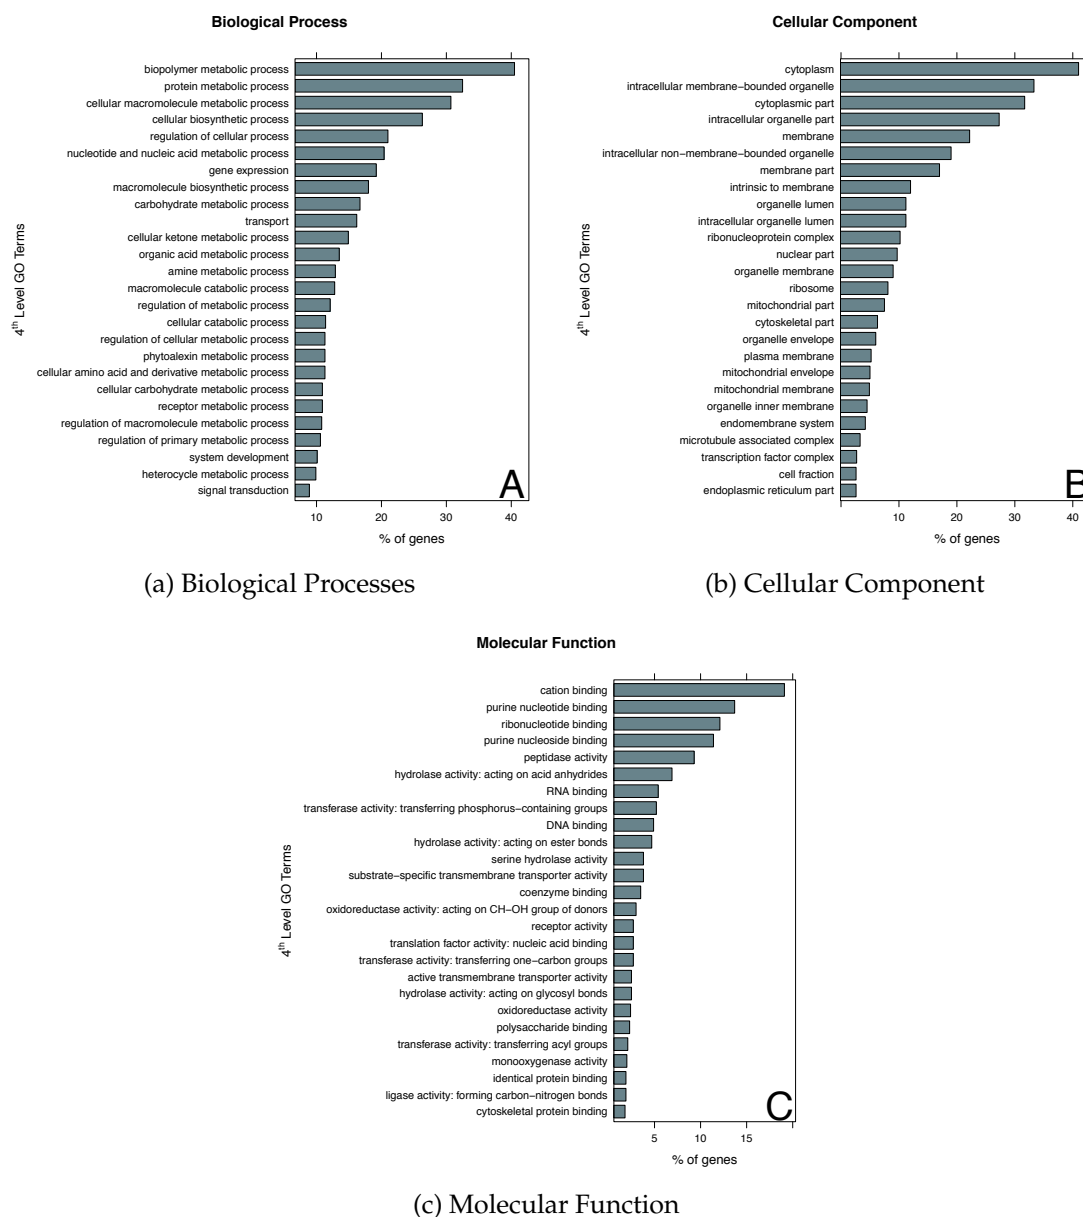 Biological Process
biopolymer metabolic process
protein metabolic process
cellular macromolecule metabolic process
cellular biosynthetic process
regulation of cellular process
nucleotide and nucleic acid metabolic process
gene expression
macromolecule biosynthetic process
carbohydrate metabolic process
transport
cellular ketone metabolic process
organic acid metabolic process
amine metabolic process
macromolecule catabolic process
regulation of metabolic process
cellular catabolic process
regulation of cellular metabolic process
phytoalexin metabolic process
cellular amino acid and derivative metabolic process
cellular carbohydrate metabolic process
receptor metabolic process
regulation of macromolecule metabolic process
regulation of primary metabolic process
system development
heterocycle metabolic process
signal transduction
4th Level GO Terms
A
10 20 30 40
% of genes
(a) Biological Processes
Cellular Component
cytoplasm
intracellular membrane−bounded organelle
cytoplasmic part
intracellular organelle part
membrane
intracellular non−membrane−bounded organelle
membrane part
intrinsic to membrane
organelle lumen
intracellular organelle lumen
ribonucleoprotein complex
nuclear part
organelle membrane
ribosome
mitochondrial part
cytoskeletal part
organelle envelope
plasma membrane
mitochondrial envelope
mitochondrial membrane
organelle inner membrane
endomembrane system
microtubule associated complex
transcription factor complex
cell fraction
endoplasmic reticulum part
4th Level GO Terms
B
10 20 30 40
% of genes
(b) Cellular Component
Molecular Function
cation binding
purine nucleotide binding
ribonucleotide binding
purine nucleoside binding
peptidase activity
hydrolase activity: acting on acid anhydrides
RNA binding
transferase activity: transferring phosphorus−containing groups
DNA binding
hydrolase activity: acting on ester bonds
serine hydrolase activity
substrate−specific transmembrane transporter activity
coenzyme binding
oxidoreductase activity: acting on CH−OH group of donors
receptor activity
translation factor activity: nucleic acid binding
transferase activity: transferring one−carbon groups
active transmembrane transporter activity
hydrolase activity: acting on glycosyl bonds
oxidoreductase activity
polysaccharide binding
transferase activity: transferring acyl groups
monooxygenase activity
identical protein binding
ligase activity: forming carbon−nitrogen bonds
cytoskeletal protein binding
4th Level GO Terms
C
5 10 15
% of genes
(c) Molecular Function